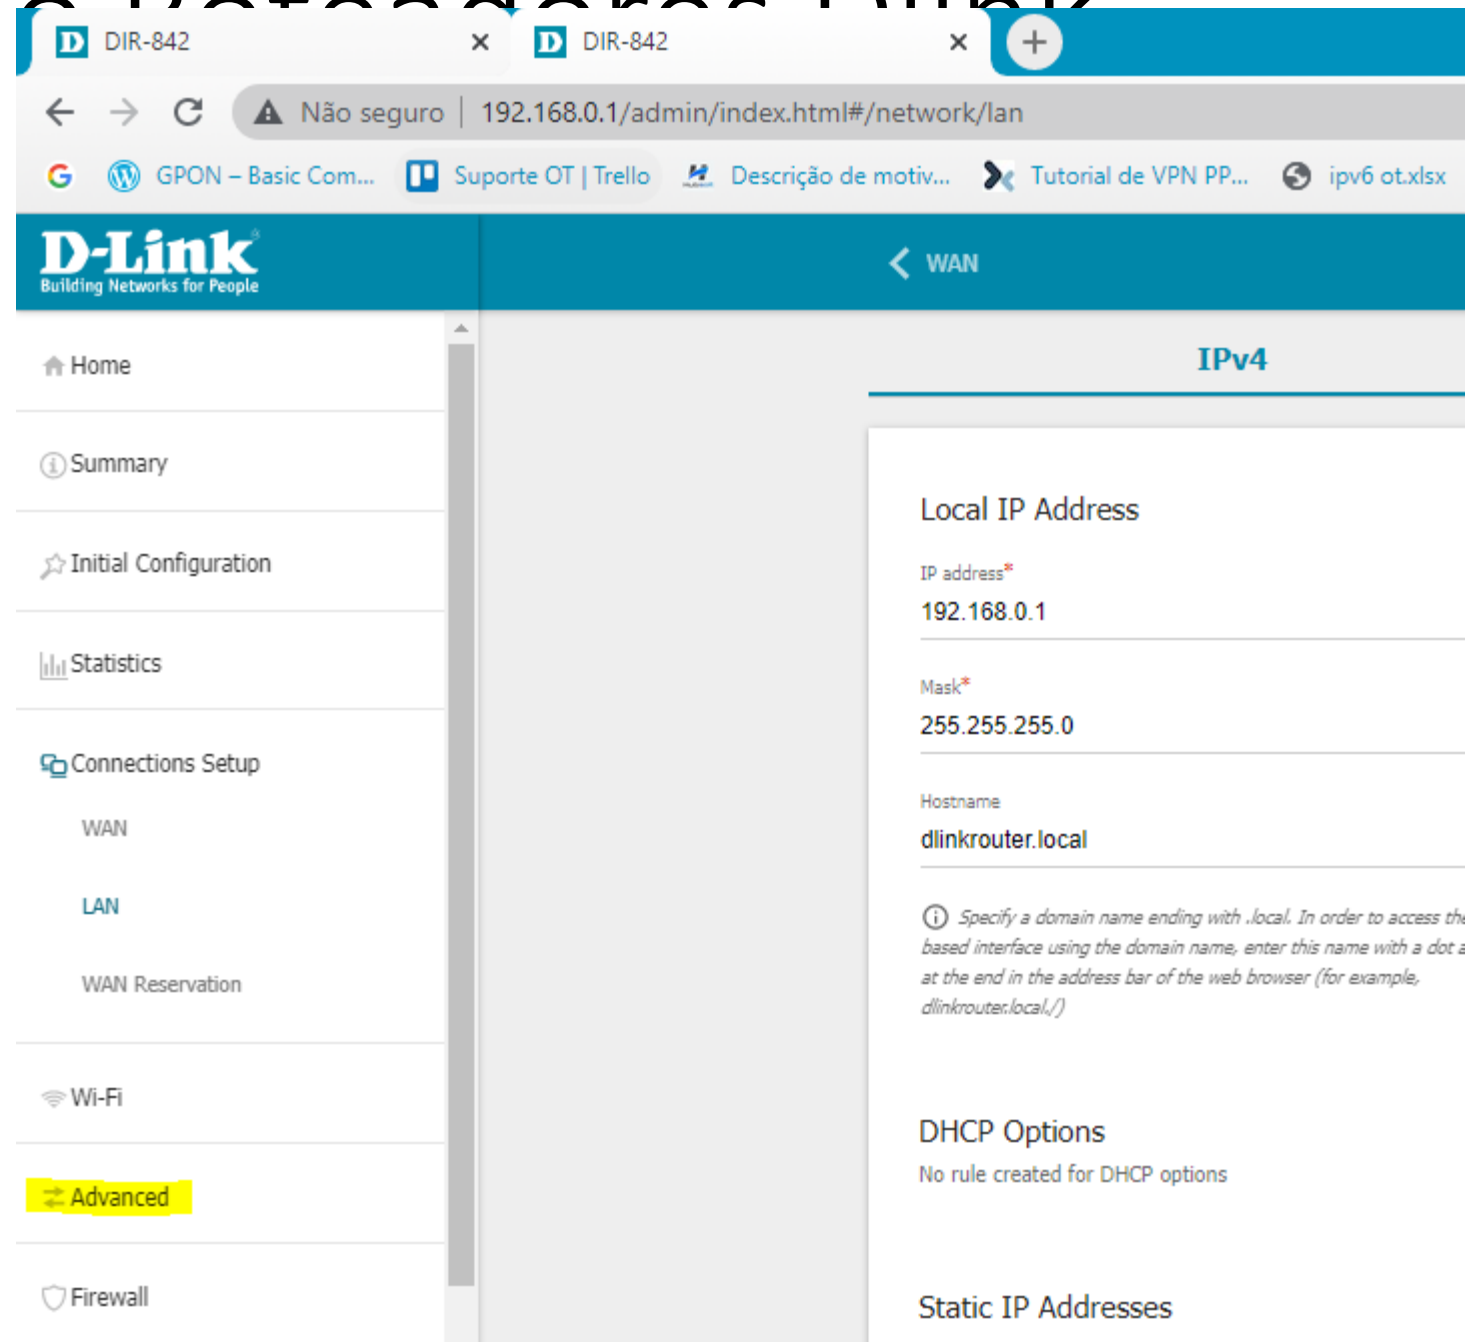 e Roteadores Dlink
DIR-842
DIR-842
Não seguro | 192.168.0.1/admin/index.html#/network/lan
GPON – Basic Com...
Suporte OT | Trello
Descrição de motiv...
Tutorial de VPN PP...
ipv6 ot.xlsx
D-Link
Building Networks for People
WAN
Home
Summary
Initial Configuration
Statistics
Connections Setup
WAN
LAN
WAN Reservation
Wi-Fi
Advanced
Firewall
IPv4
Local IP Address
IP address*
192.168.0.1
Mask*
255.255.255.0
Hostname
dlinkrouter.local
Specify a domain name ending with .local. In order to access the
based interface using the domain name, enter this name with a dot a
at the end in the address bar of the web browser (for example,
dlinkrouter.local./)
DHCP Options
No rule created for DHCP options
Static IP Addresses